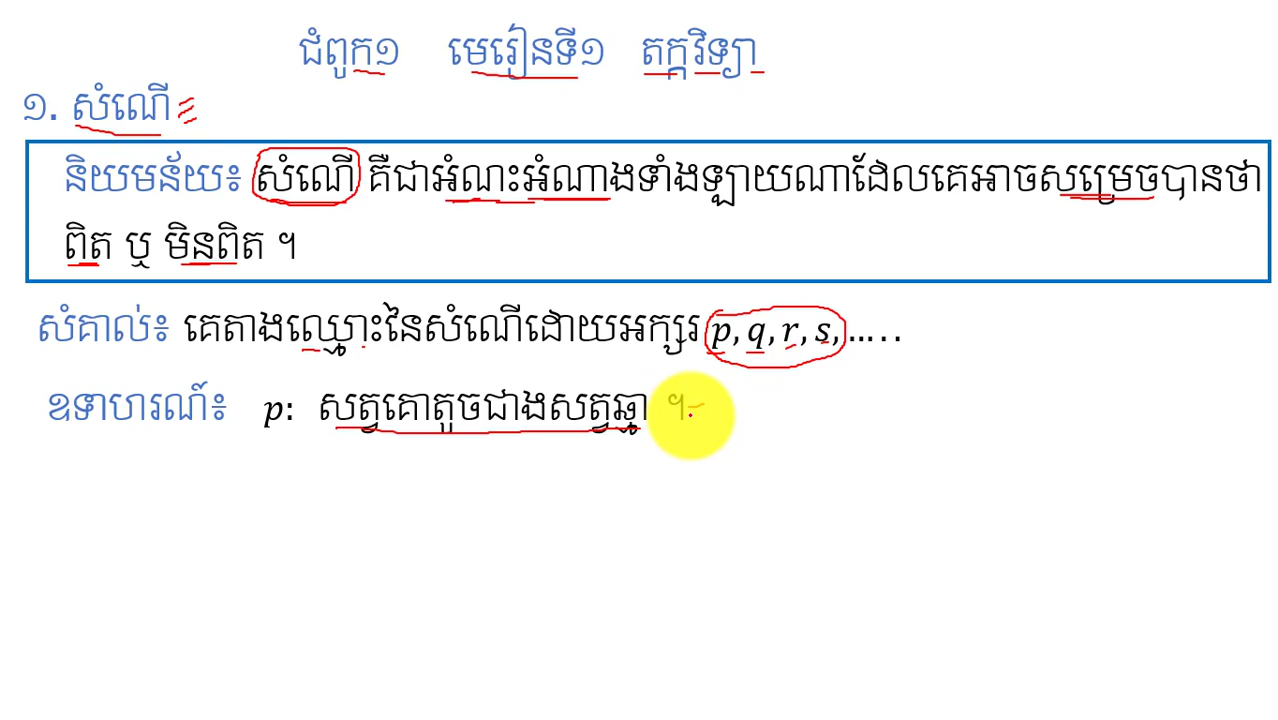 ជំពូក១ មេរៀនទី១ តក្កវិទ្យា
១. សំណើ
និយមន័យ៖ សំណើ គឺជាអំណះអំណាងទាំងឡាយណាដែលគេអាចសម្រេចបានថា
ពិត ឬ មិនពិត ។
សំគាល់៖ គេតាងឈ្មោះនៃសំណើដោយអក្សរ p, q, r, s, .....
ឧទាហរណ៍៖ p: សត្វគោតូចជាងសត្វឆ្មា ។